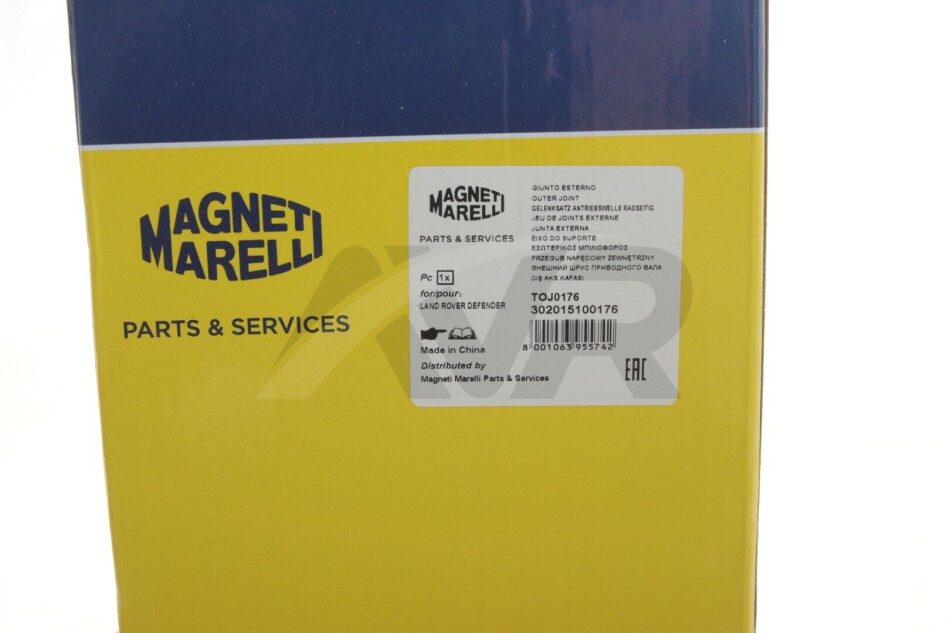 MAGNETI
MARELLI
PARTS & SERVICES
MAGNETI
MARELLI
PARTS & SERVICES
Pc 1x
for/pour:
LAND ROVER DEFENDER
Made in China
Distributed by
Magneti Marelli Parts & Services
GIUNTO ESTERNO
OUTER JOINT
GELENKSATZ ANTRIEBSWELLE RADSEITIG
JEU DE JOINTS EXTERNE
JUNTA EXTERNA
EIXO DO SUPORTE
ΕΞΩΤΕΡΙΚΟΣ ΜΠΙΛΙΟΦΟΡΟΣ
PRZEGUB NAPĘDOWY ZEWNĘTRZNY
ВНЕШНИЙ ШРУС ПРИВОДНОГО ВАЛА
DIŞ AKS KAFASI
TOJ0176
302015100176
8 001063 955742
EAC
AVR